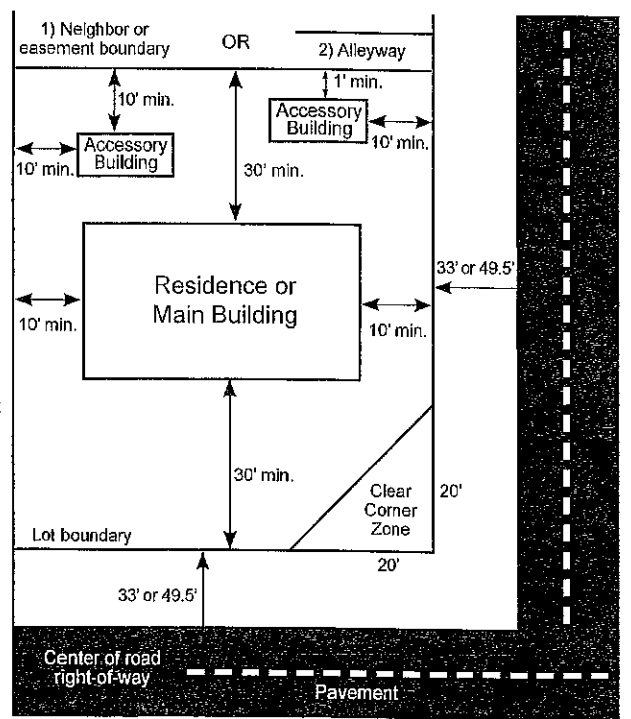 1) Neighbor or
easement boundary
OR
2) Alleyway
10' min.
1' min.
Accessory
Building
10' min.
Accessory
Building
10' min.
30' min.
33' or 49.5'
Residence or
Main Building
10' min.
10' min.
30' min.
Clear
Corner
Zone
20'
Lot boundary
20'
33' or 49.5'
Center of road
right-of-way
Pavement